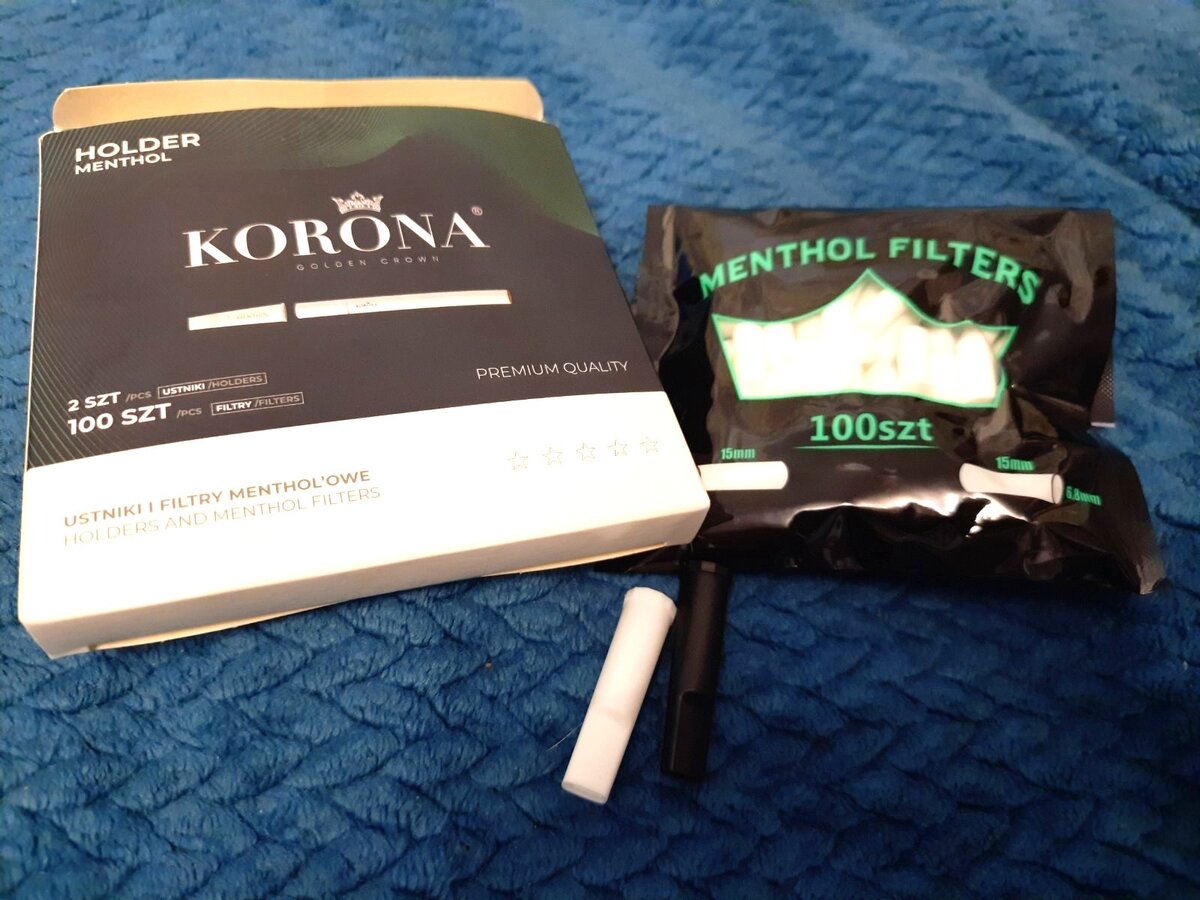 HOLDER
MENTHOL
KORONA®
GOLDEN CROWN
PREMIUM QUALITY
2 SZT /PCS USTNIKI /HOLDERS
100 SZT /PCS FILTRY /FILTERS
USTNIKI I FILTRY MENTHOL'OWE
HOLDERS AND MENTHOL FILTERS
MENTHOL FILTERS
100szt
15mm
15mm
6.8mm